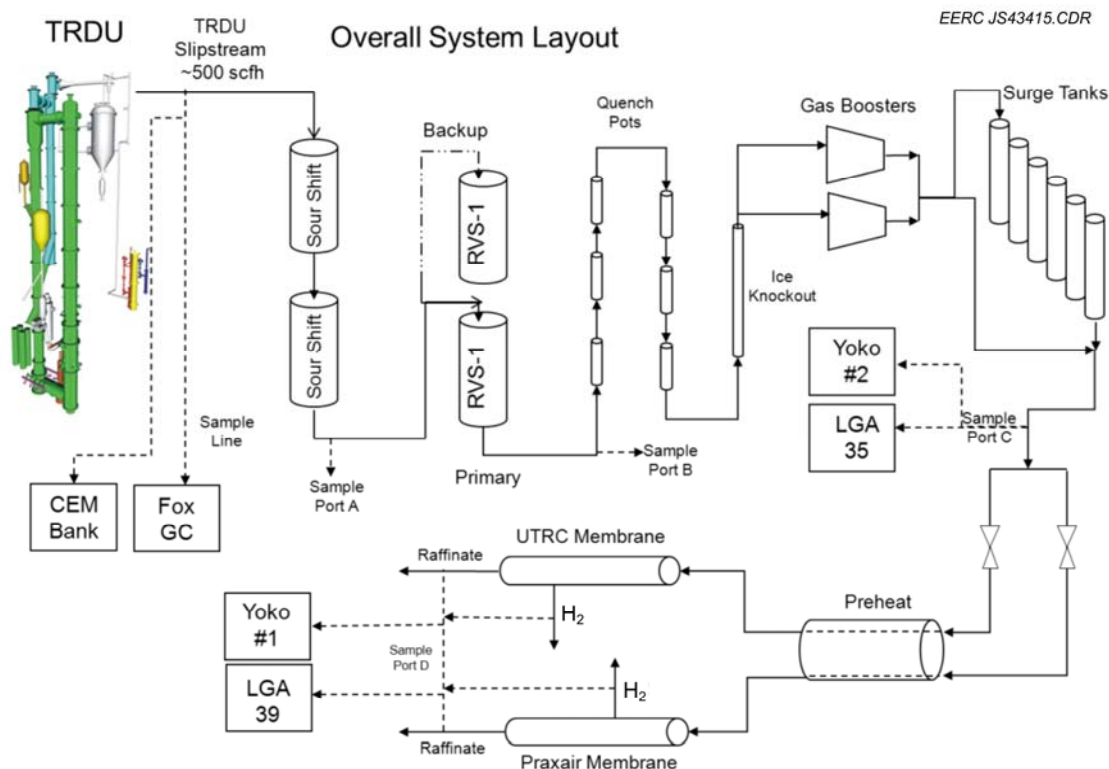 EERC JS43415.CDR
TRDU
TRDU
Slipstream
~500 scfh
Overall System Layout
Quench
Pots
Gas Boosters
Surge Tanks
Backup
Sour Shift
RVS-1
Ice
Knockout
Sour Shift
RVS-1
Yoko
#2
LGA
35
Sample
Port C
Sample
Line
Sample
Port A
Primary
Sample
Port B
CEM
Bank
Fox
GC
UTRC Membrane
Raffinate
H2
Preheat
Yoko
#1
Sample
Port D
LGA
39
H2
Raffinate
Praxair Membrane